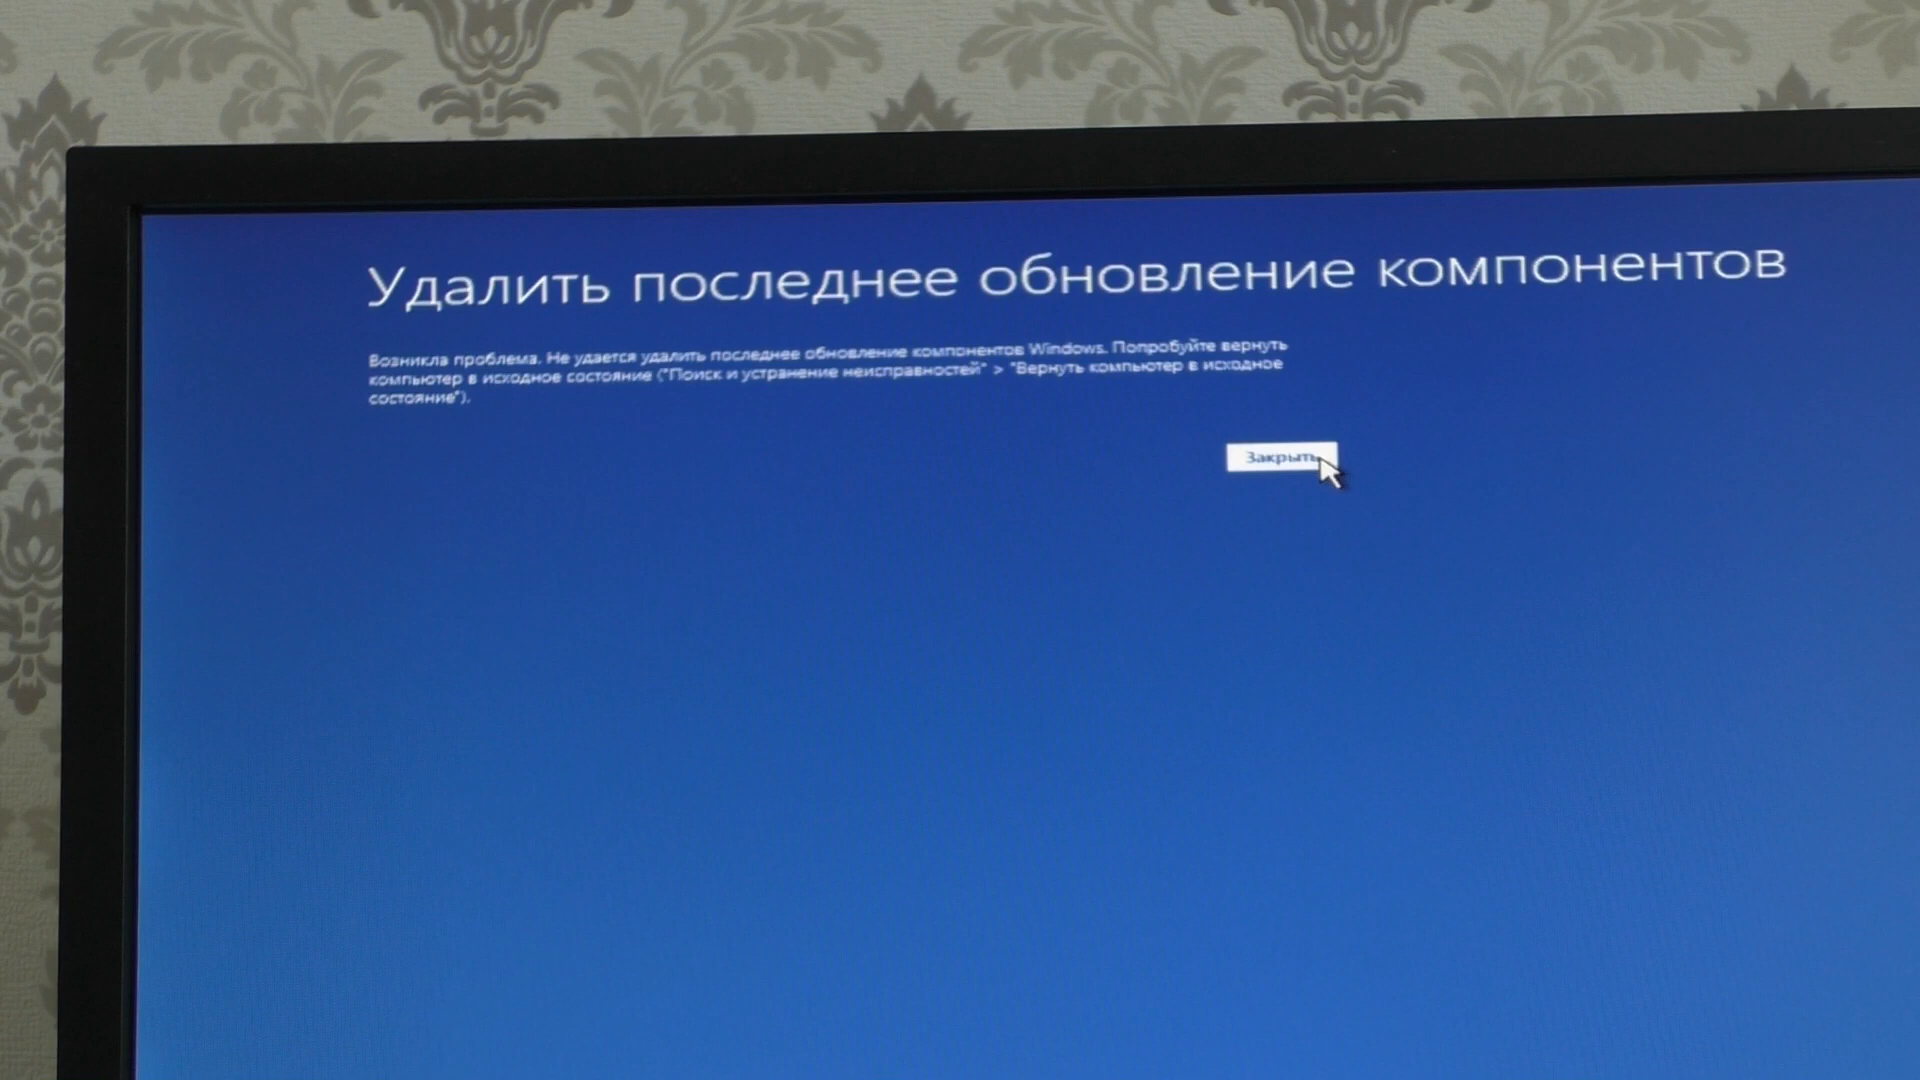 Удалить последнее обновление компонентов
Возникла проблема. Не удается удалить последнее обновление компонентов Windows. Попробуйте вернуть
компьютер в исходное состояние ("Поиск и устранение неисправностей" > "Вернуть компьютер в исходное
состояние").
Закрыть